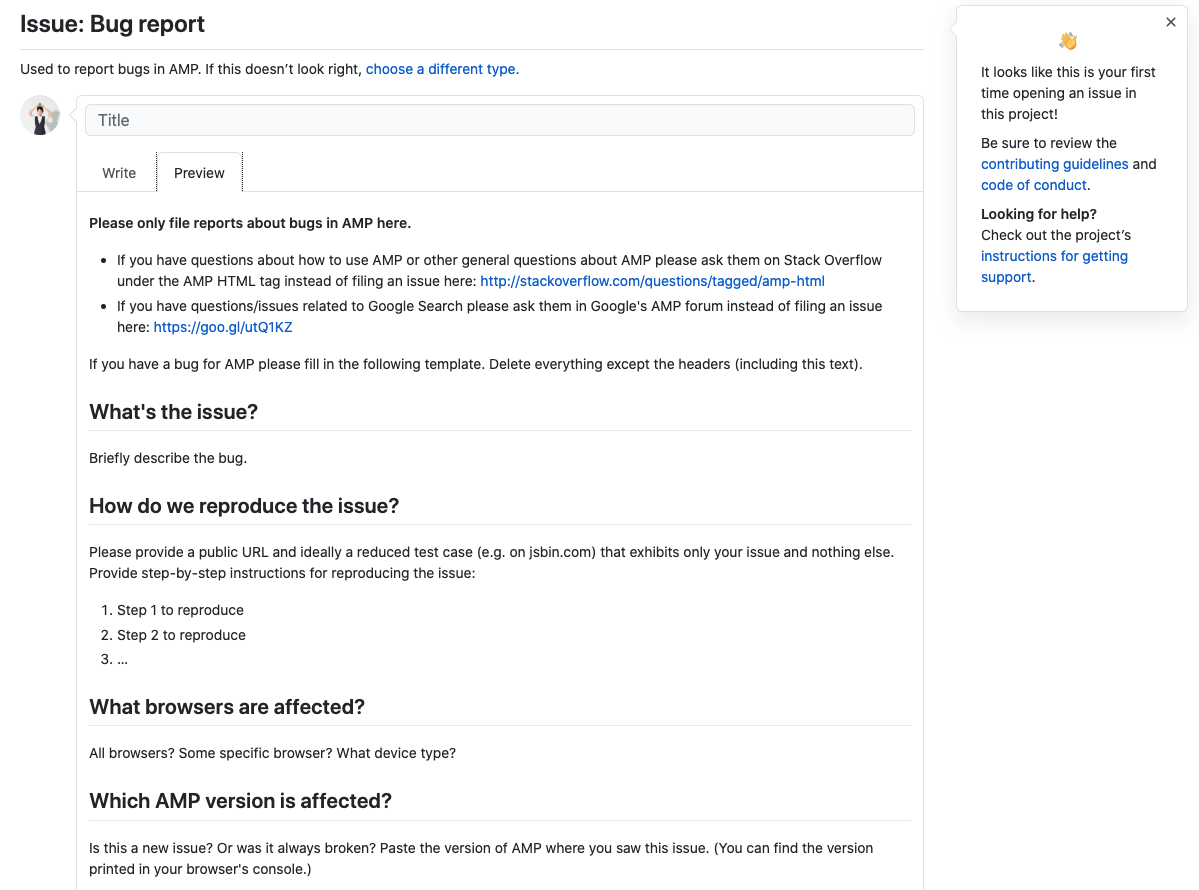 Issue: Bug report
Used to report bugs in AMP. If this doesn’t look right, choose a different type.
Title
Write
Preview
Please only file reports about bugs in AMP here.
If you have questions about how to use AMP or other general questions about AMP please ask them on Stack Overflow
under the AMP HTML tag instead of filing an issue here: http://stackoverflow.com/questions/tagged/amp-html
If you have questions/issues related to Google Search please ask them in Google's AMP forum instead of filing an issue
here: https://goo.gl/utQ1KZ
If you have a bug for AMP please fill in the following template. Delete everything except the headers (including this text).
What's the issue?
Briefly describe the bug.
How do we reproduce the issue?
Please provide a public URL and ideally a reduced test case (e.g. on jsbin.com) that exhibits only your issue and nothing else.
Provide step-by-step instructions for reproducing the issue:
1. Step 1 to reproduce
2. Step 2 to reproduce
3. …
What browsers are affected?
All browsers? Some specific browser? What device type?
Which AMP version is affected?
Is this a new issue? Or was it always broken? Paste the version of AMP where you saw this issue. (You can find the version
printed in your browser's console.)
It looks like this is your first
time opening an issue in
this project!
Be sure to review the
contributing guidelines and
code of conduct.
Looking for help?
Check out the project’s
instructions for getting
support.